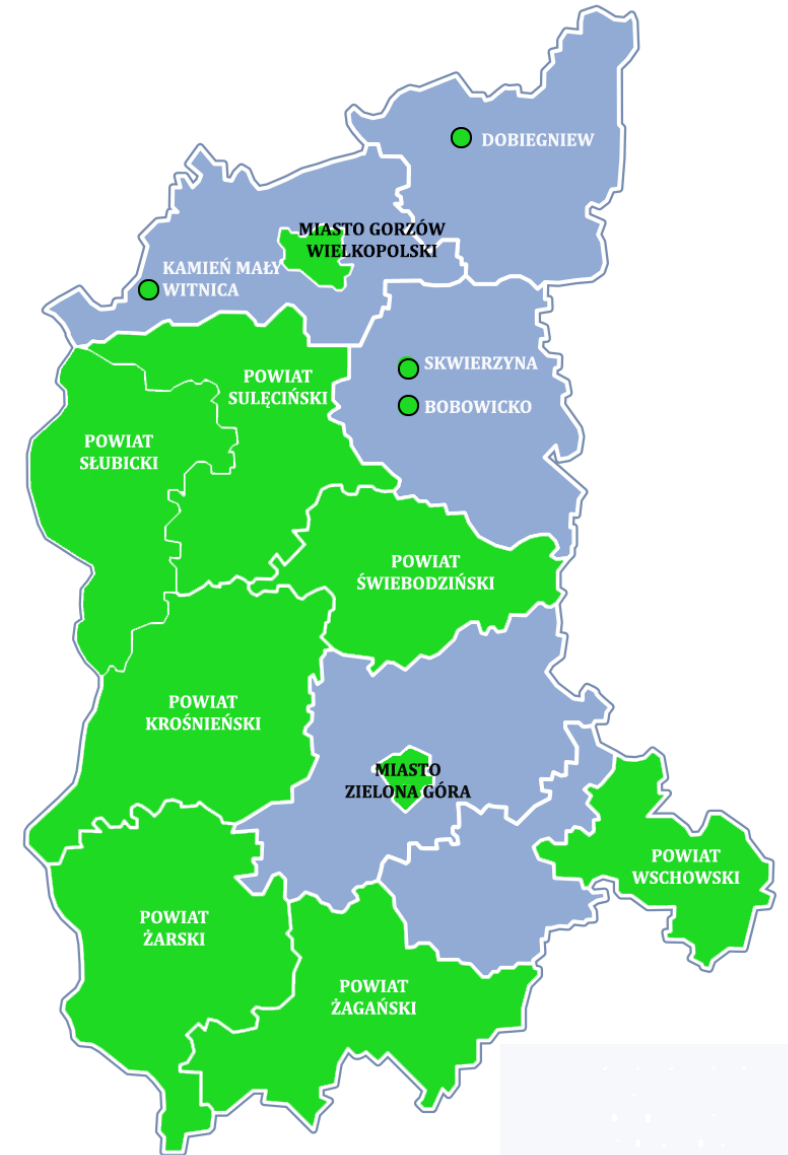 DOBIEGNIEW
MIASTO GORZÓW
WIELKOPOLSKI
KAMIEŃ MAŁY
WITNICA
SKWIERZYNA
BOBOWICKO
POWIAT
SULĘCIŃSKI
POWIAT
SŁUBICKI
POWIAT
ŚWIEBODZIŃSKI
POWIAT
KROŚNIEŃSKI
MIASTO
ZIELONA GÓRA
POWIAT
WSCHOWSKI
POWIAT
ŻARSKI
POWIAT
ŻAGAŃSKI